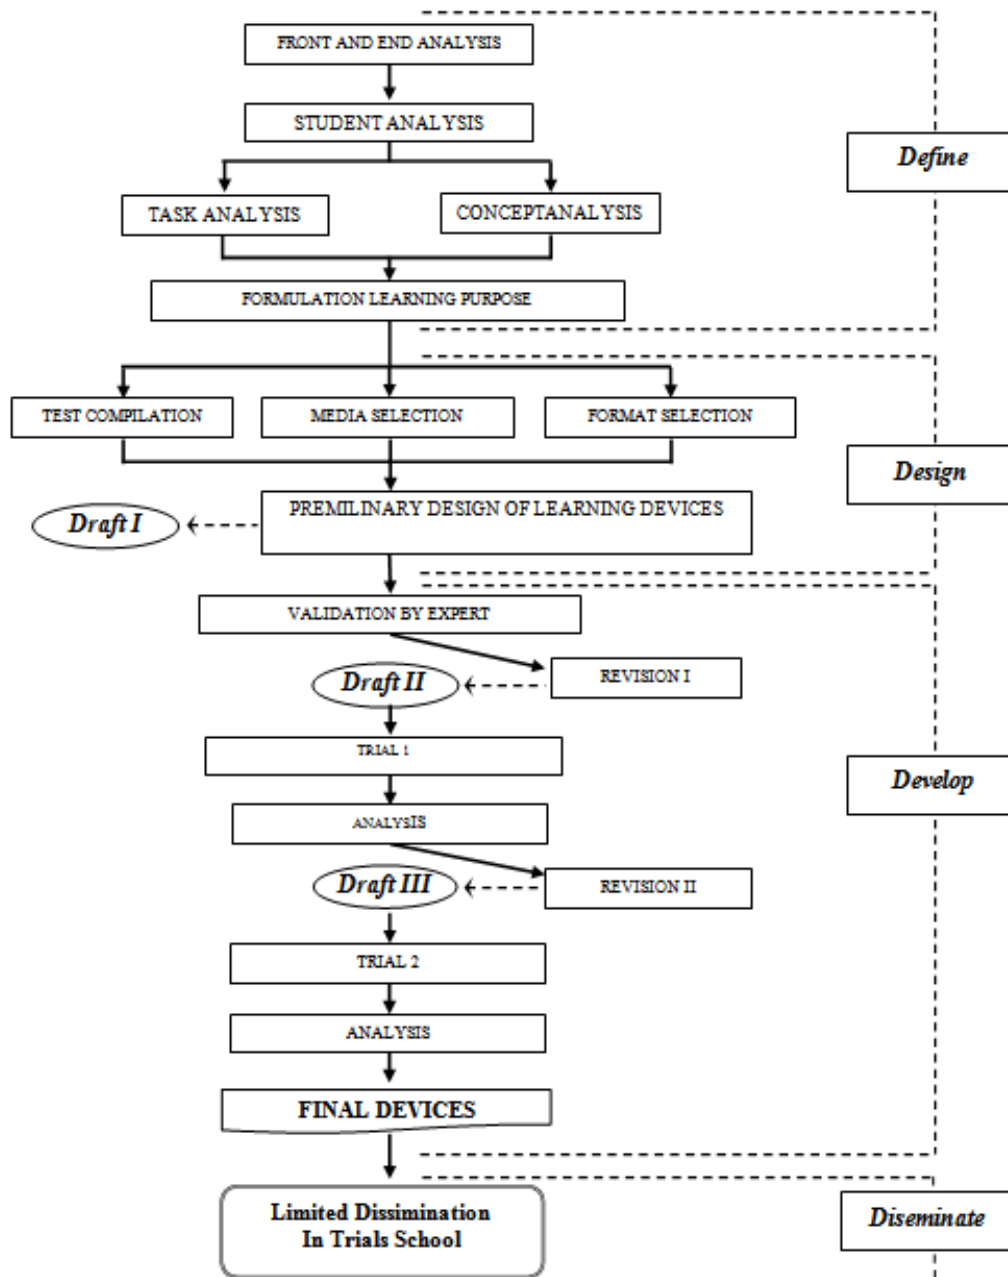 FRONT AND END ANALYSIS
STUDENT ANALYSIS
Define
TASK ANALYSIS
CONCEPTANALYSIS
FORMULATION LEARNING PURPOSE
TEST COMPILATION
MEDIA SELECTION
FORMAT SELECTION
Design
PREMILINARY DESIGN OF LEARNING DEVICES
Draft I
VALIDATION BY EXPERT
REVISION I
Draft II
TRIAL 1
Develop
ANALYSIS
Draft III
REVISION II
TRIAL 2
ANALYSIS
FINAL DEVICES
Limited Dissimination
In Trials School
Diseminate